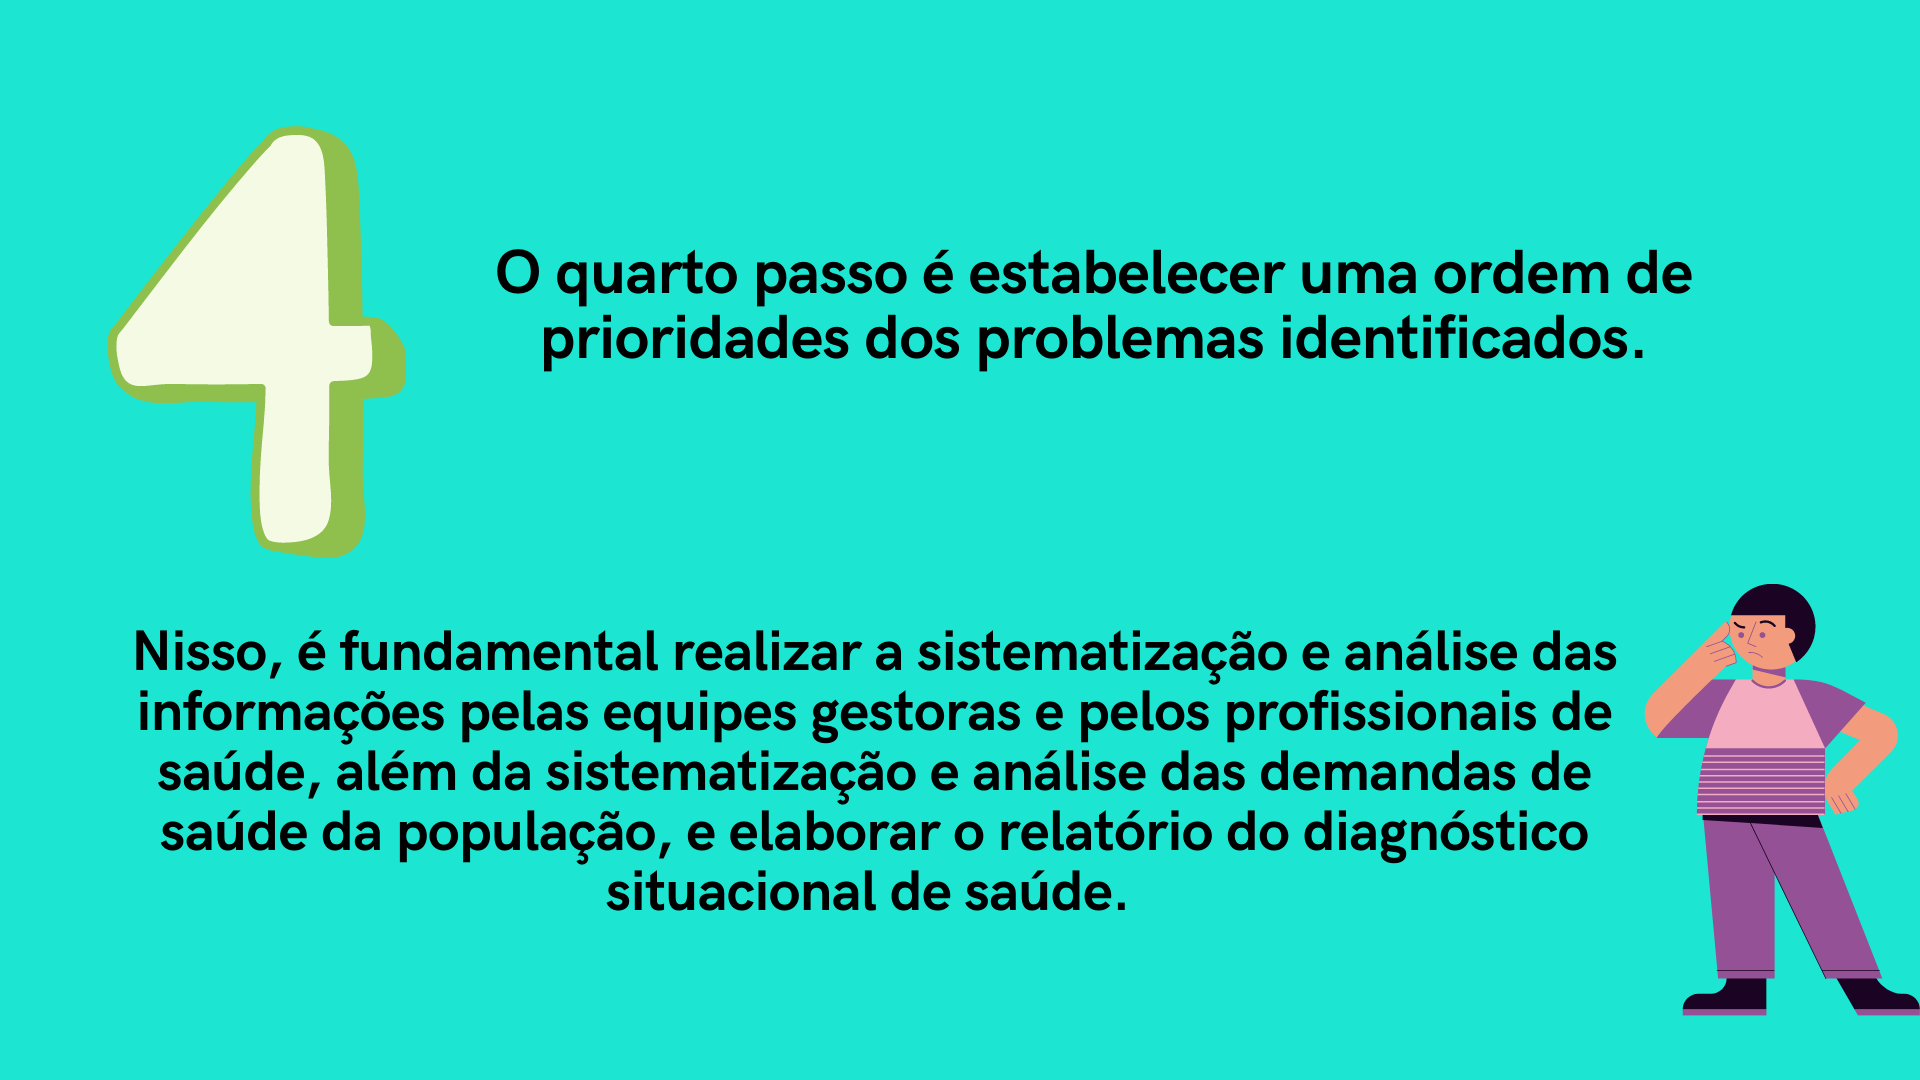 4
O quarto passo é estabelecer uma ordem de
prioridades dos problemas identificados.
Nisso, é fundamental realizar a sistematização e análise das
informações pelas equipes gestoras e pelos profissionais de
saúde, além da sistematização e análise das demandas de
saúde da população, e elaborar o relatório do diagnóstico
situacional de saúde.